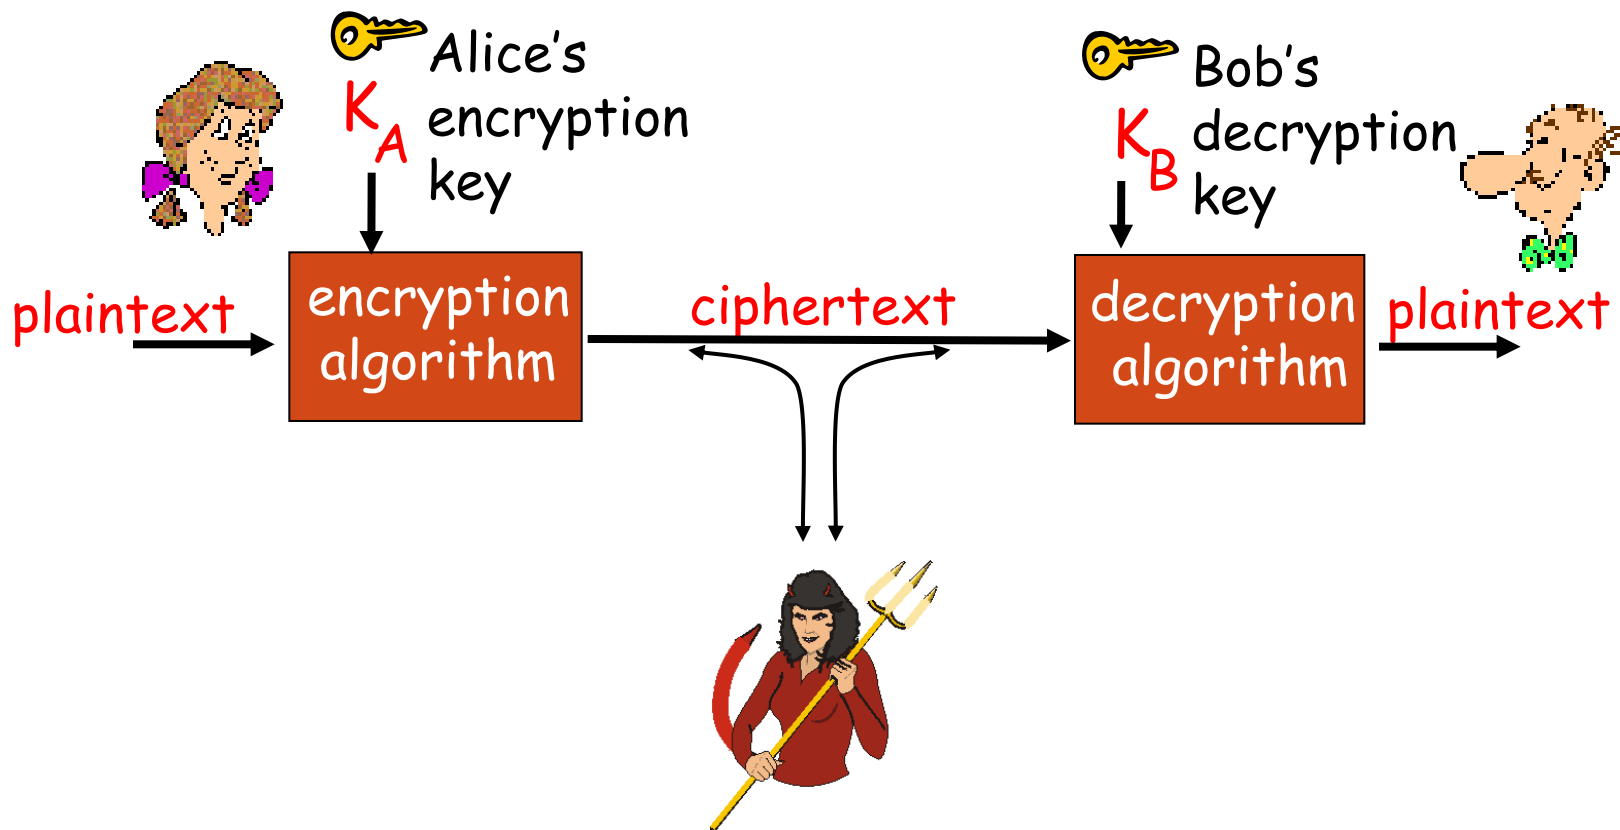 Alice's
encryption
key
K
A
Bob's
decryption
key
K
B
plaintext
encryption
algorithm
ciphertext
decryption
algorithm
plaintext